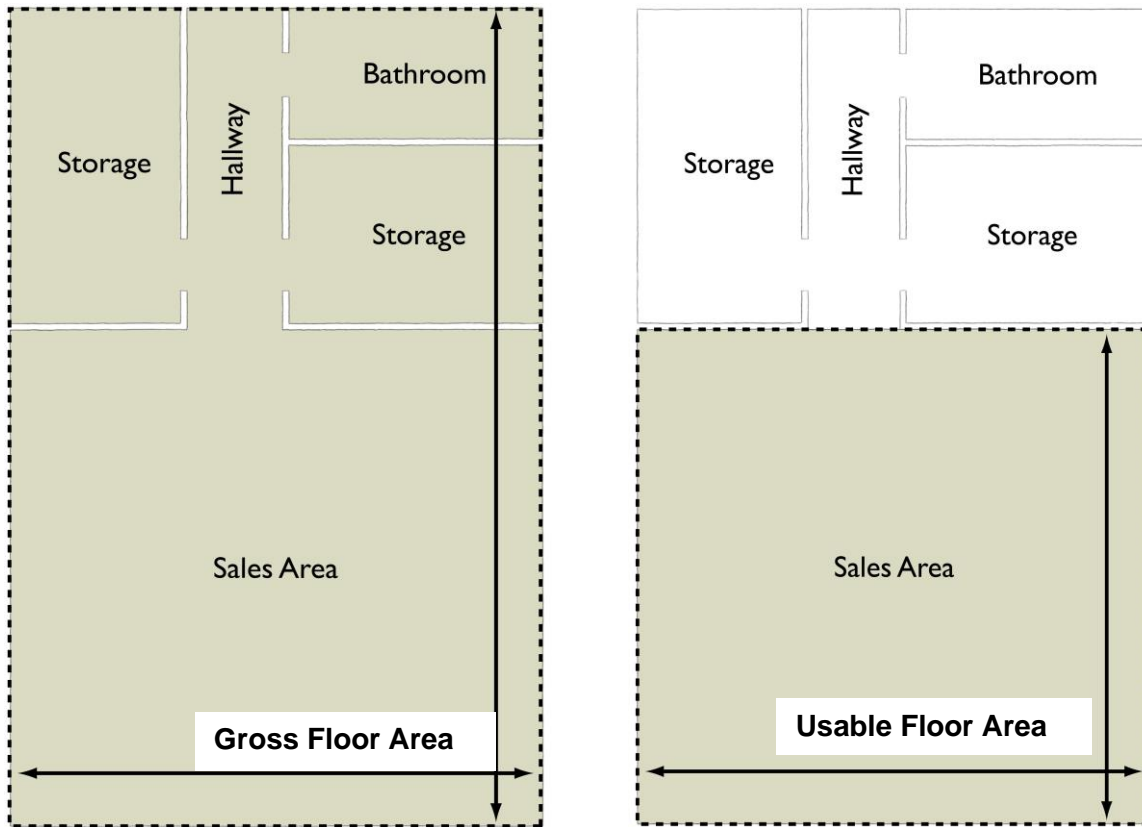 Bathroom
Storage
Hallway
Storage
Sales Area
Gross Floor Area
Bathroom
Storage
Hallway
Storage
Sales Area
Usable Floor Area